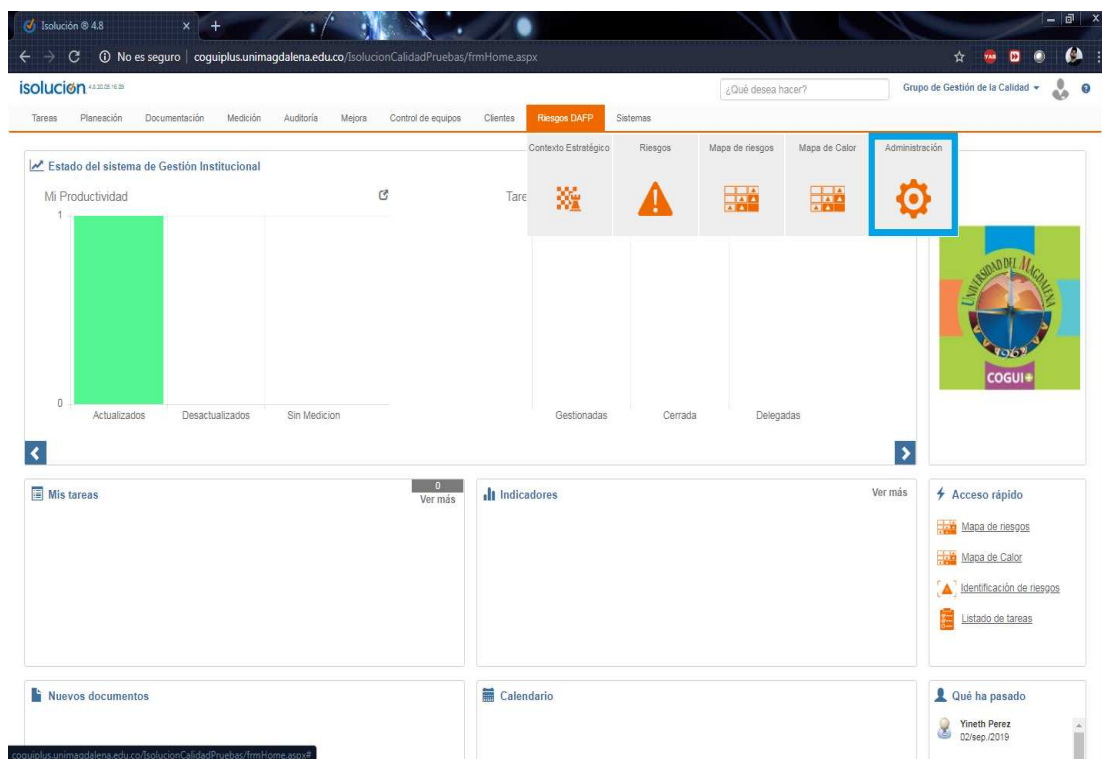 Isolución ® 4.8
No es seguro | coguiplus.unimagdalena.edu.co/IsolucionCalidadPruebas/frmHome.aspx
isolución
¿Qué desea hacer?
Grupo de Gestión de la Calidad
Tareas Planeación Documentación Medición Auditoría Mejora Control de equipos Clientes Riesgos DAFP Sistemas
Contexto Estratégico Riesgos Mapa de riesgos Mapa de Calor Administración
Estado del sistema de Gestión Institucional
Mi Productividad
Tare
1
0
Actualizados Desactualizados Sin Medicion
Gestionadas Cerrada Delegadas
UNIVERSIDAD DEL MAGDALENA
1962
COGUI+
Mis tareas
0
Ver más
Indicadores
Ver más
Acceso rápido
Mapa de riesgos
Mapa de Calor
Identificación de riesgos
Listado de tareas
Nuevos documentos
Calendario
Qué ha pasado
Yineth Perez
02/sep./2019
coguiplus.unimagdalena.edu.co/IsolucionCalidadPruebas/frmHome.aspx#